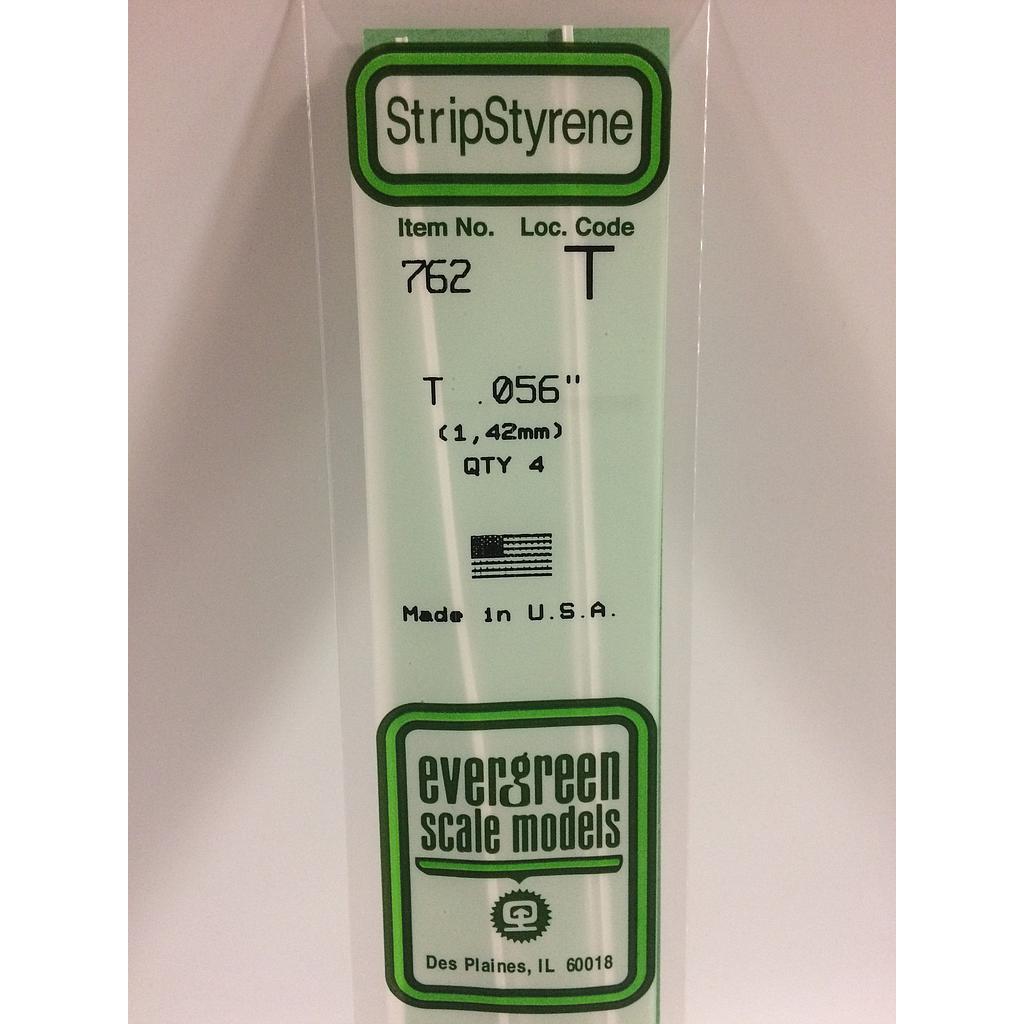 StripStyrene
Item No. Loc. Code
762 T
T .056"
(1,42mm)
QTY 4
Made in U.S.A.
evergreen
scale models
Des Plaines, IL 60018